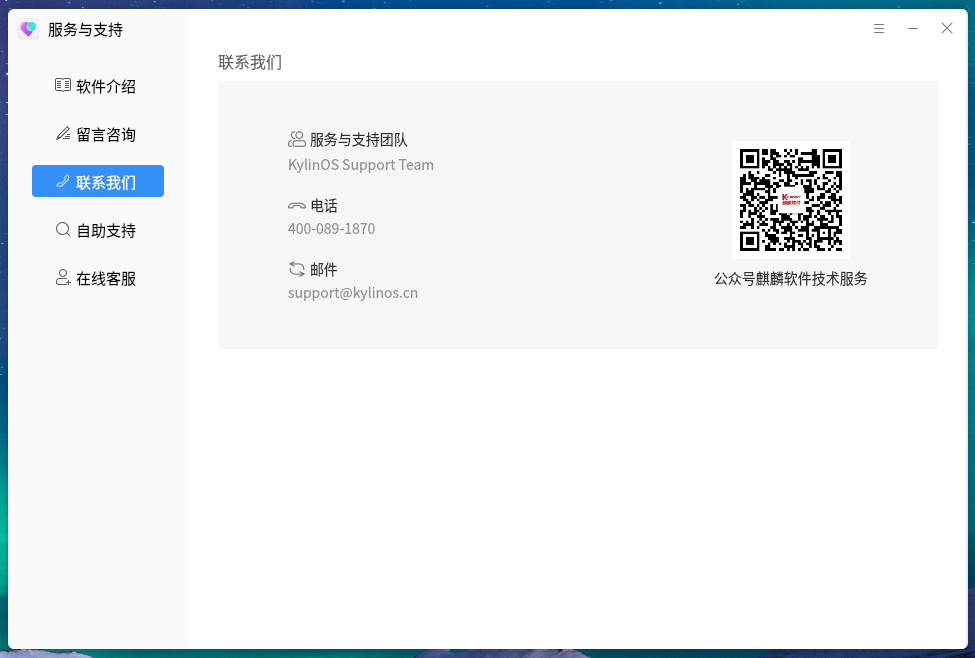 服务与支持
软件介绍
留言咨询
联系我们
自助支持
在线客服
联系我们
服务与支持团队
KylinOS Support Team
电话
400-089-1870
邮件
support@kylinos.cn
公众号麒麟软件技术服务